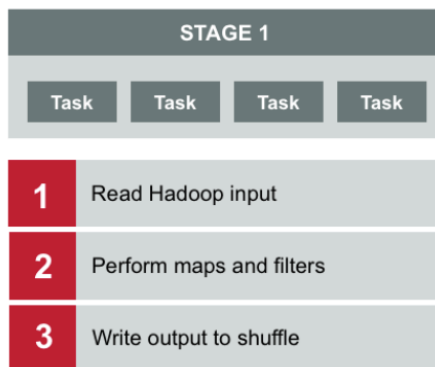 STAGE 1
Task Task Task Task
1 Read Hadoop input
2 Perform maps and filters
3 Write output to shuffle